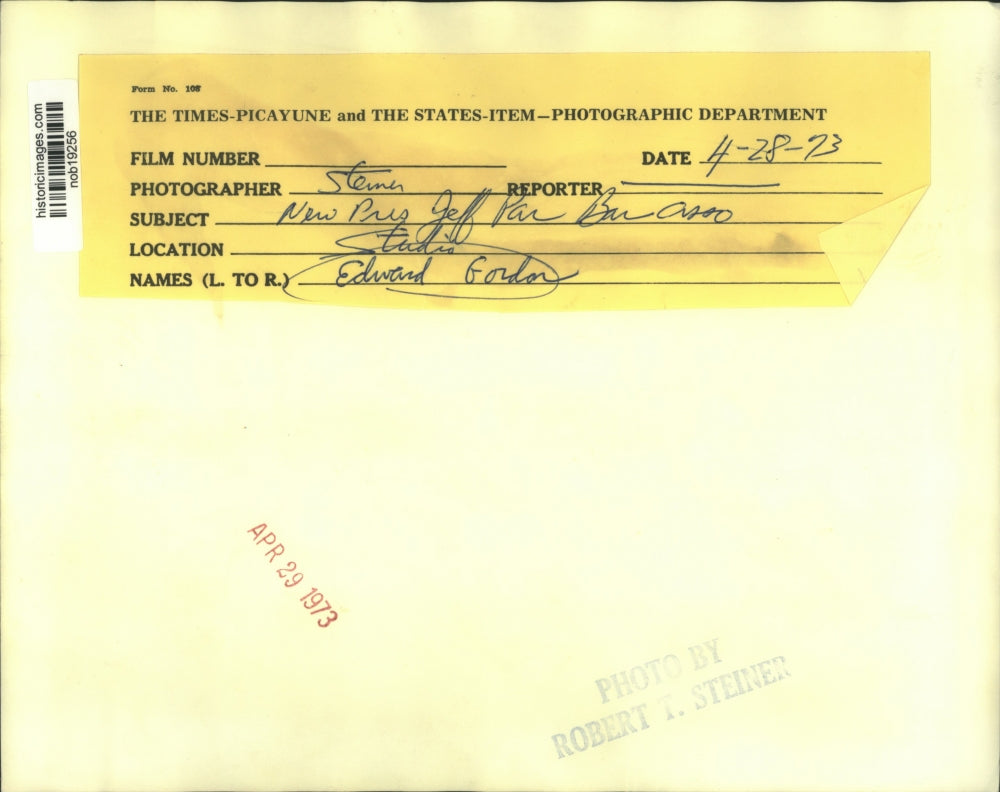 Form No. 108
THE TIMES-PICAYUNE and THE STATES-ITEM—PHOTOGRAPHIC DEPARTMENT
FILM NUMBER
DATE 4-28-73
PHOTOGRAPHER Steiner
REPORTER
SUBJECT New Pres Jeff Par Bar Asso
LOCATION Studio
NAMES (L. TO R.) Edward Gordon
historicimages.com
nob19256
APR 29 1973
PHOTO BY
ROBERT T. STEINER